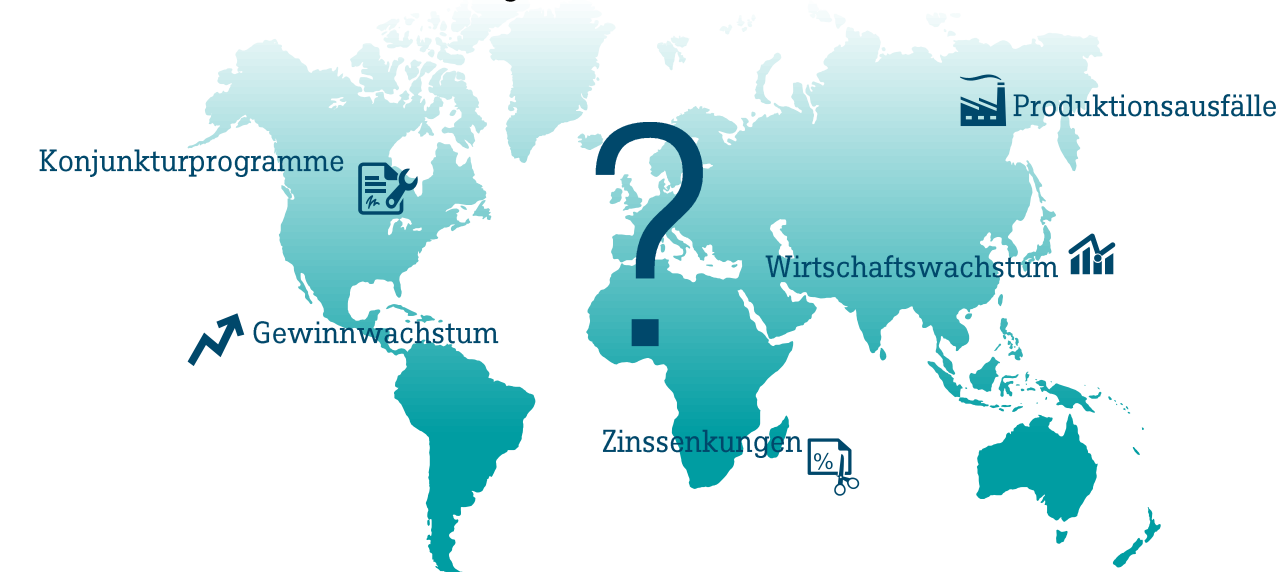 Produktionsausfälle
Konjunkturprogramme
Wirtschaftswachstum
Gewinnwachstum
Zinssenkungen
?
%